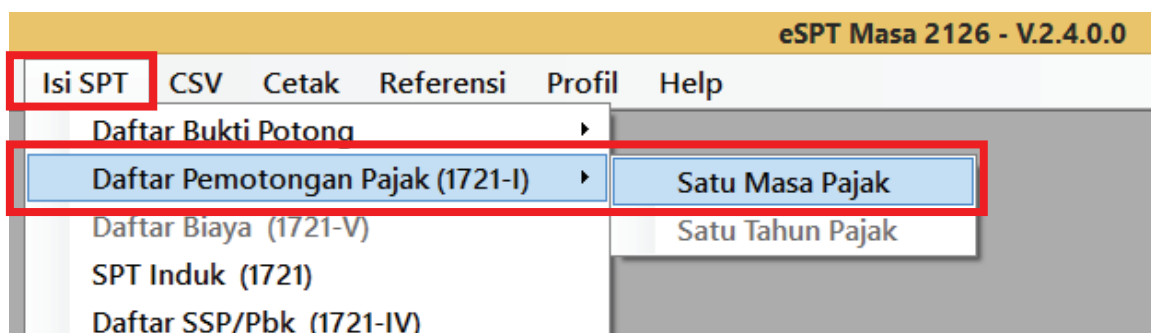 eSPT Masa 2126 - V.2.4.0.0
Isi SPT CSV Cetak Referensi Profil Help
Daftar Bukti Potong
Daftar Pemotongan Pajak (1721-I) Satu Masa Pajak
Daftar Biaya (1721-V) Satu Tahun Pajak
SPT Induk (1721)
Daftar SSP/Pbk (1721-IV)